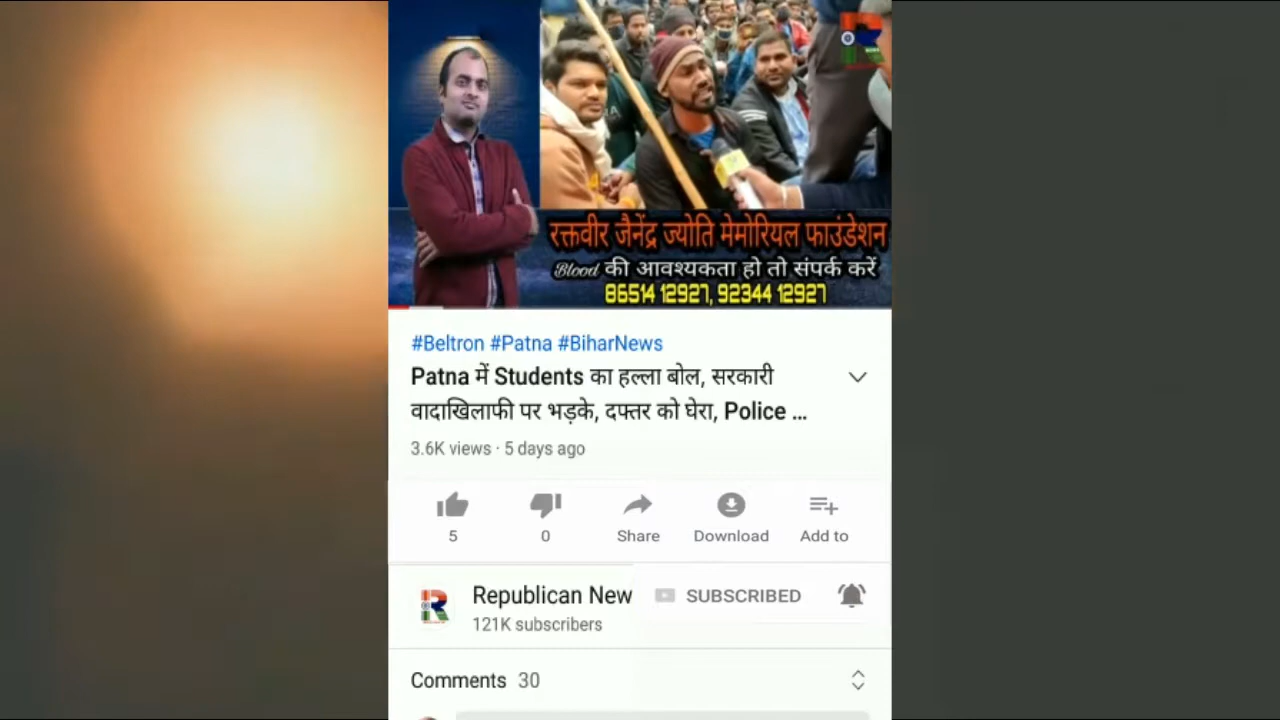 रक्तवीर जैनेंद्र ज्योति मेमोरियल फाउंडेशन
Blood की आवश्यकता हो तो संपर्क करें
86514 12927, 92344 12927
#Beltron #Patna #BiharNews
Patna में Students का हल्ला बोल, सरकारी
वादाखिलाफी पर भड़के, दफ्तर को घेरा, Police ...
3.6K views · 5 days ago
5
0
Share
Download
Add to
Republican New
SUBSCRIBED
121K subscribers
Comments 30